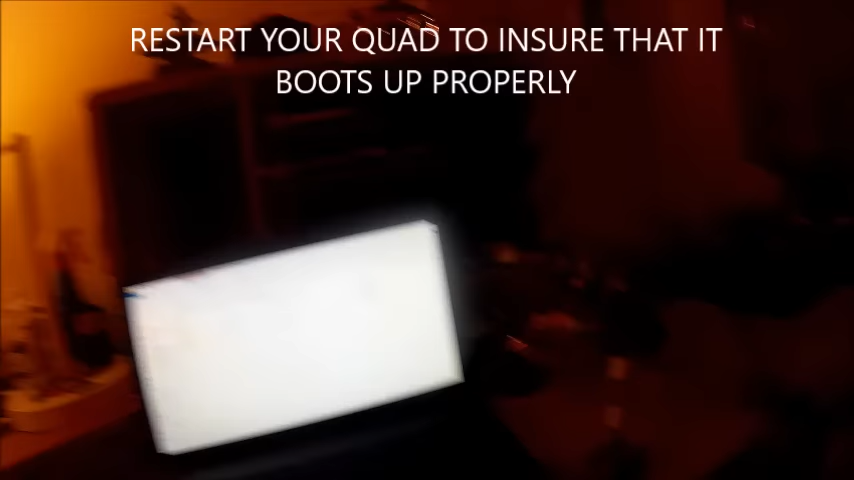 RESTART YOUR QUAD TO INSURE THAT IT
BOOTS UP PROPERLY